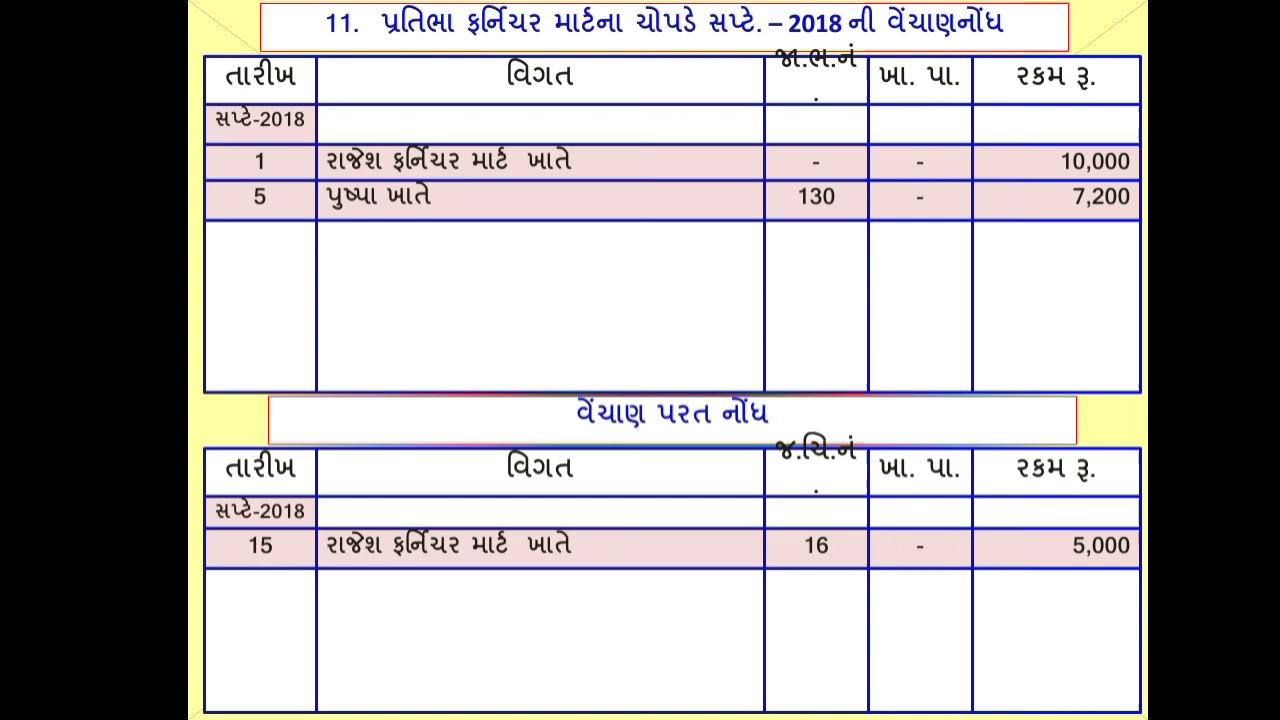 11. પ્રતિભા ફર્નિચર માર્ટના ચોપડે સપ્ટે. – 2018 ની વેંચાણનોંધ
તારીખ વિગત જા.ભ.નં. ખા. પા. રકમ રૂ.
સપ્ટે-2018
1 રાજેશ ફર્નિચર માર્ટ ખાતે - - 10,000
5 પુષ્પા ખાતે 130 - 7,200
વેંચાણ પરત નોંધ
તારીખ વિગત જ.ચિ.નં. ખા. પા. રકમ રૂ.
સપ્ટે-2018
15 રાજેશ ફર્નિચર માર્ટ ખાતે 16 - 5,000